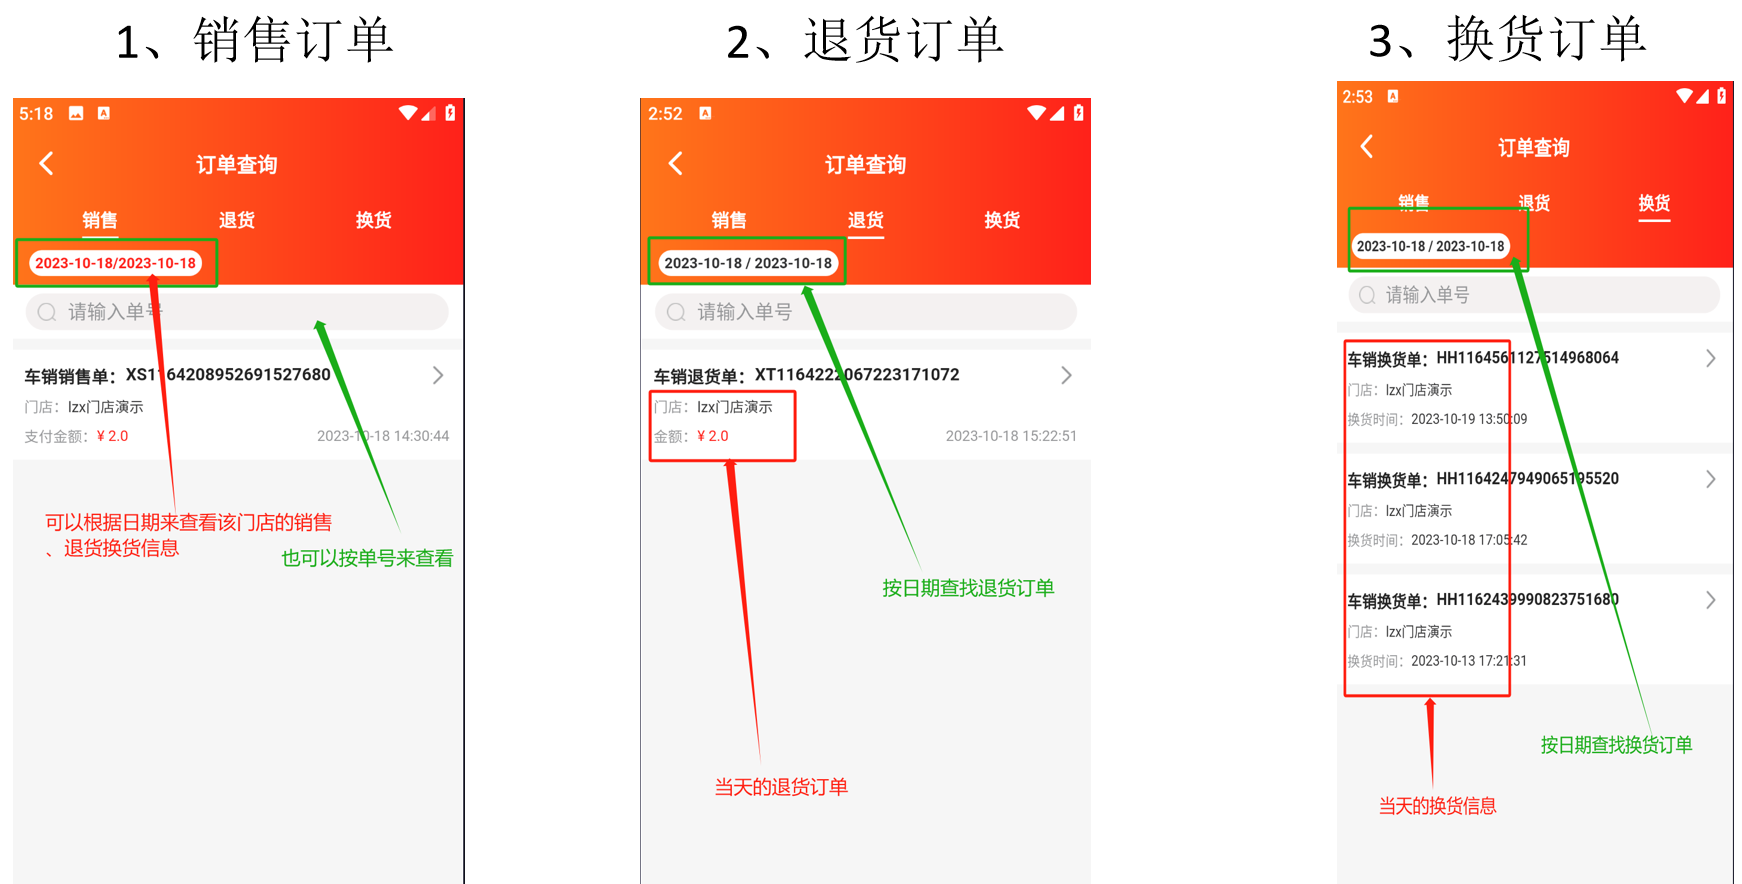 1、销售订单
5:18
订单查询
销售 退货 换货
2023-10-18/2023-10-18
请输入单号
车销销售单：XS1164208952691527680
门店：lzx门店演示
支付金额：¥ 2.0 2023-10-18 14:30:44
可以根据日期来查看该门店的销售
、退货换货信息
也可以按单号来查看
2、退货订单
2:52
订单查询
销售 退货 换货
2023-10-18 / 2023-10-18
请输入单号
车销退货单：XT1164222067223171072
门店：lzx门店演示
金额：¥ 2.0 2023-10-18 15:22:51
按日期查找退货订单
当天的退货订单
3、换货订单
2:53
订单查询
销售 退货 换货
2023-10-18 / 2023-10-18
请输入单号
车销换货单：HH1164561127514968064
门店：lzx门店演示
换货时间：2023-10-19 13:50:09
车销换货单：HH1164247949065195520
门店：lzx门店演示
换货时间：2023-10-18 17:05:42
车销换货单：HH1162439990823751680
门店：lzx门店演示
换货时间：2023-10-13 17:21:31
按日期查找换货订单
当天的换货信息